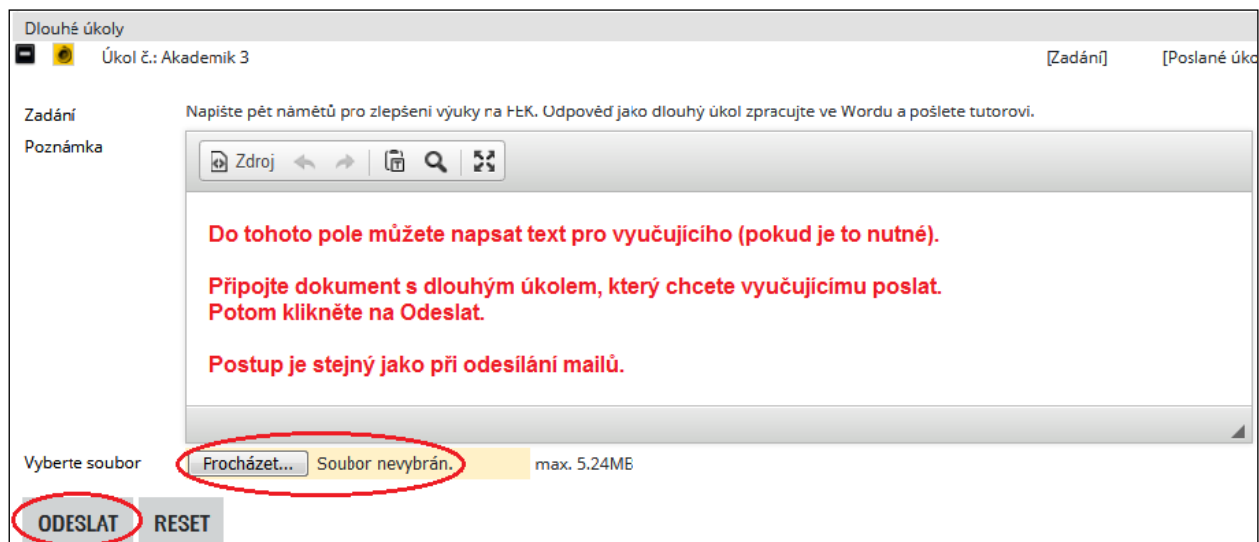 Dlouhé úkoly
Úkol č.: Akademik 3 [Zadání] [Poslané úko
Zadání Napište pět námětů pro zlepšení výuky na FEK. Odpověď jako dlouhý úkol zpracujte ve Wordu a pošlete tutorovi.
Poznámka
Zdroj
Do tohoto pole můžete napsat text pro vyučujícího (pokud je to nutné).
Připojte dokument s dlouhým úkolem, který chcete vyučujícímu poslat.
Potom klikněte na Odeslat.
Postup je stejný jako při odesílání mailů.
Vyberte soubor Frocházet... Soubor nevybrán. max. 5.24MB
ODESLAT RESET